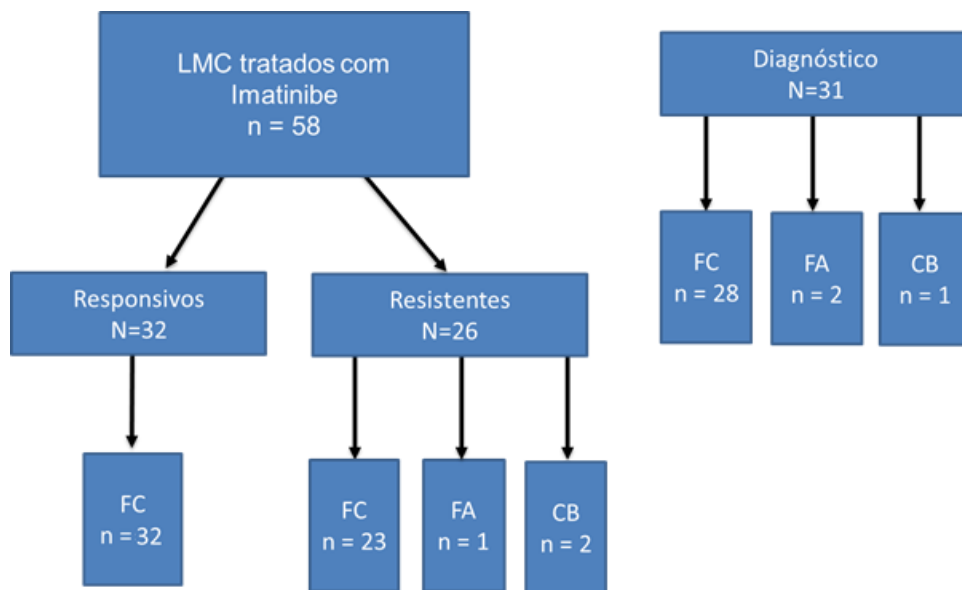 LMC tratados com
Imatinibe
n = 58
Responsivos
N=32
Resistentes
N=26
FC
n = 32
FC
n = 23
FA
n = 1
CB
n = 2
Diagnóstico
N=31
FC
n = 28
FA
n = 2
CB
n = 1